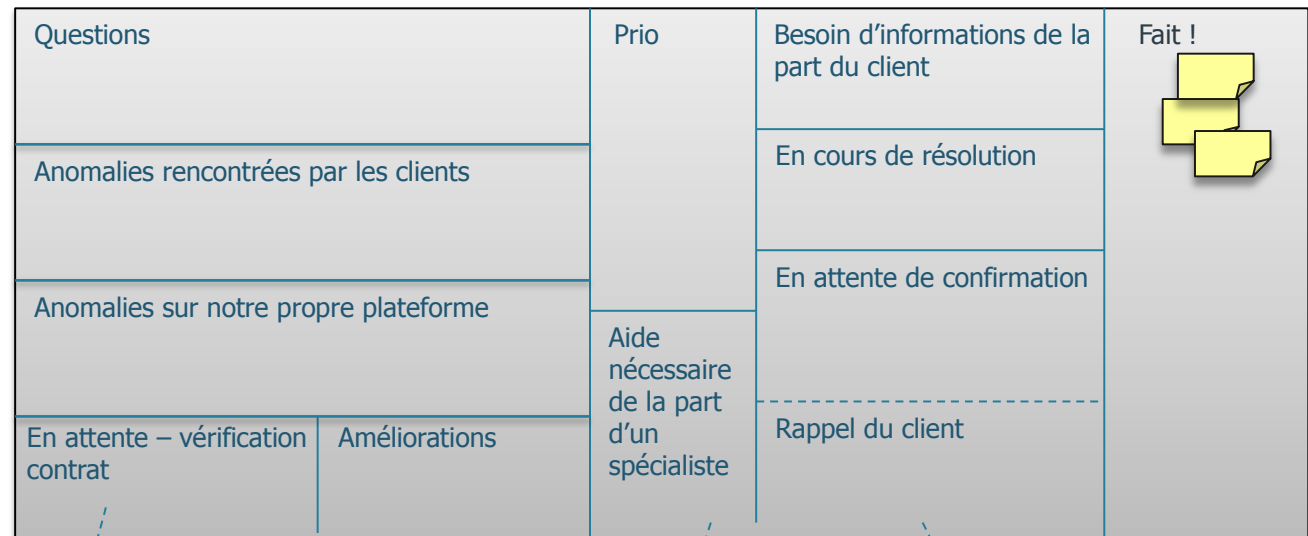 Questions
Anomalies rencontrées par les clients
Anomalies sur notre propre plateforme
En attente – vérification
contrat
Améliorations
Prio
Aide
nécessaire
de la part
d’un
spécialiste
Besoin d’informations de la
part du client
En cours de résolution
En attente de confirmation
Rappel du client
Fait !